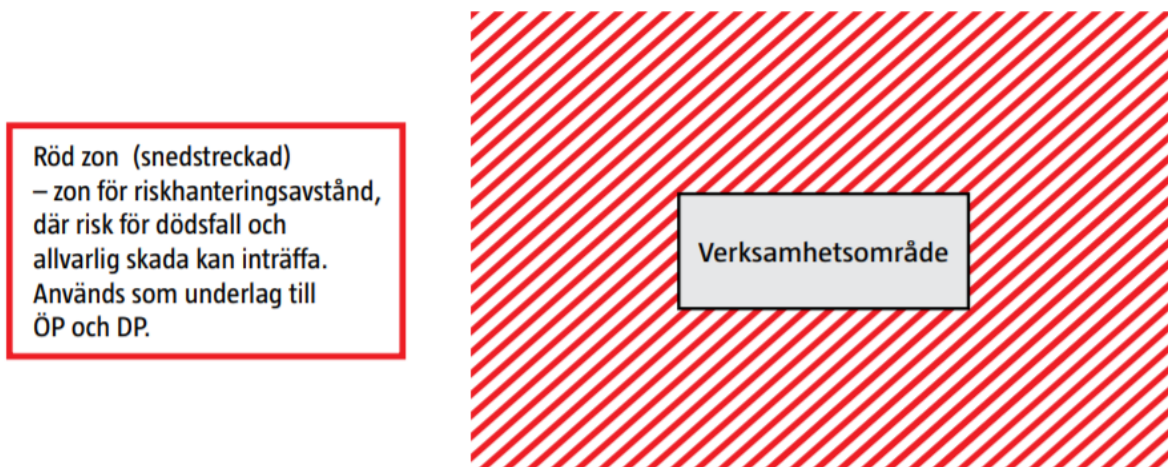 Röd zon (snedstreckad)
– zon för riskhanteringsavstånd,
där risk för dödsfall och
allvarlig skada kan inträffa.
Används som underlag till
ÖP och DP.
Verksamhetsområde